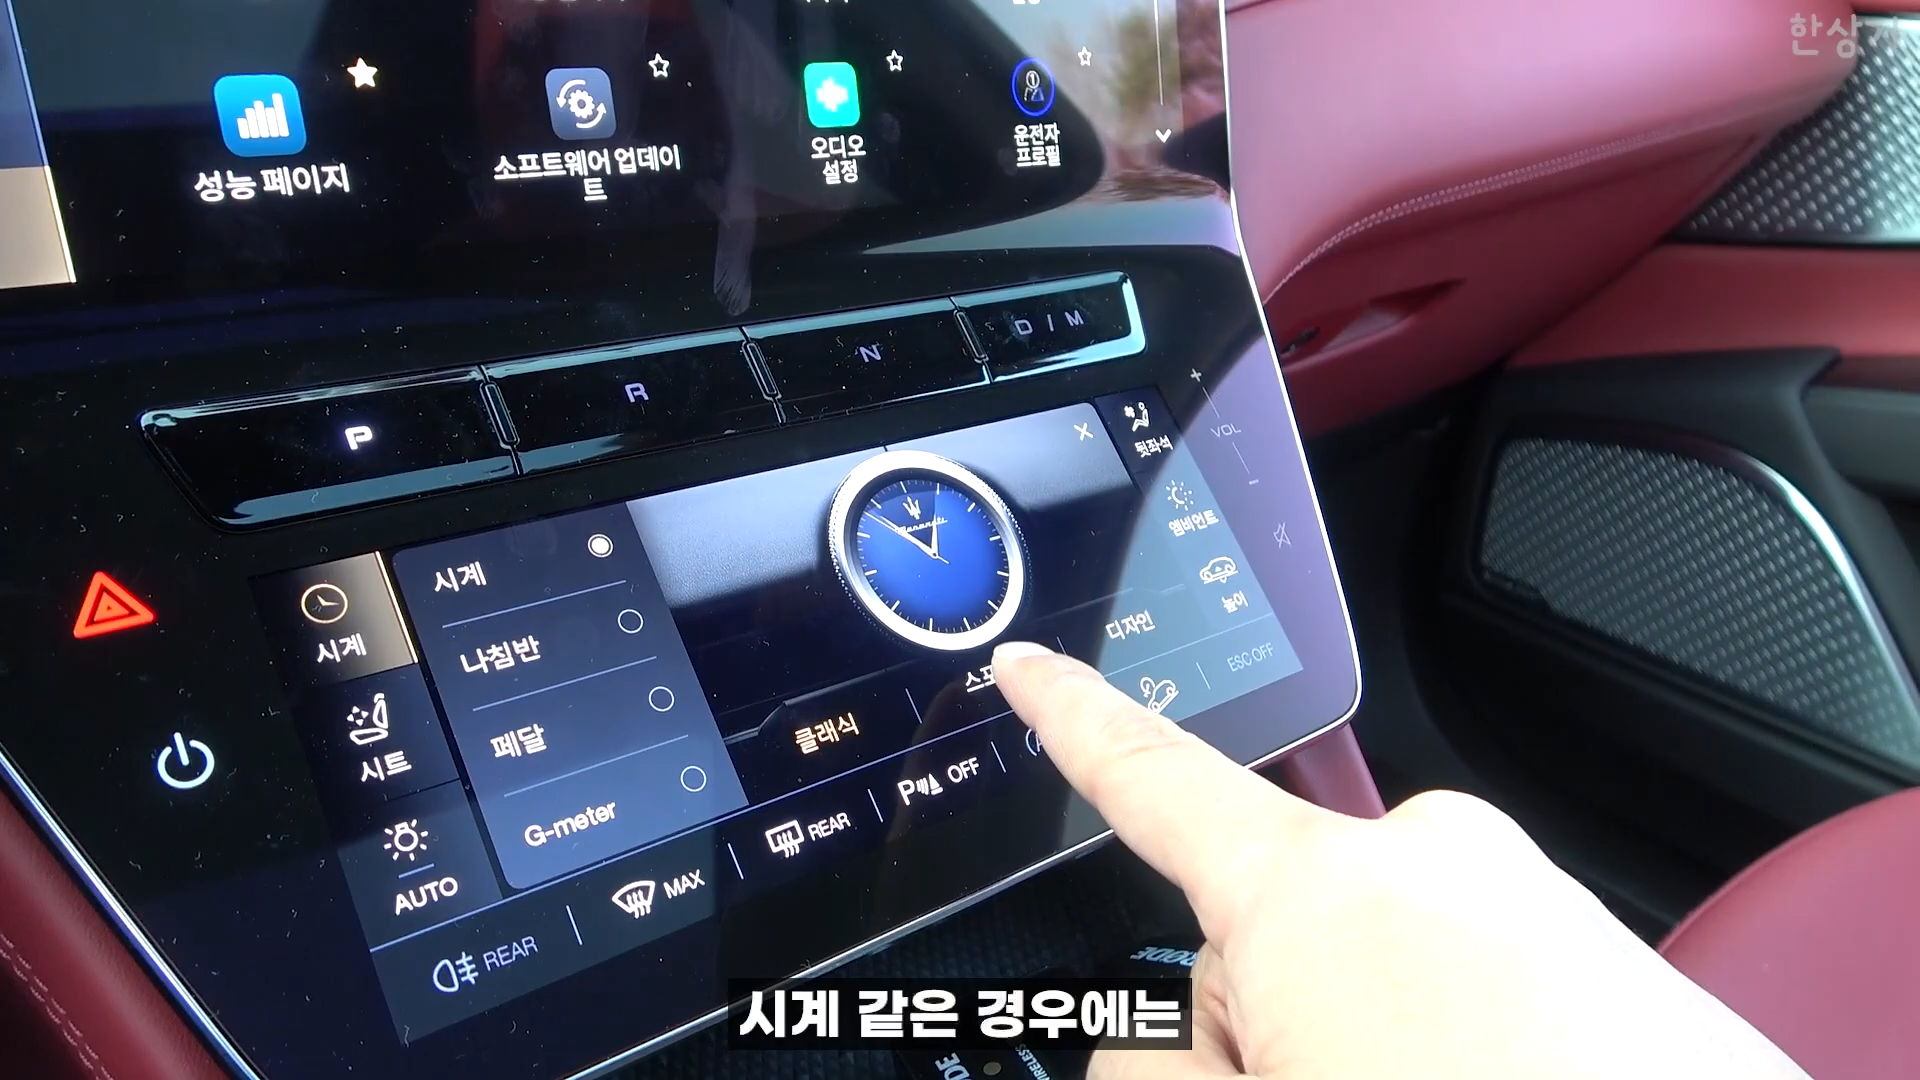 성능 페이지
소프트웨어 업데이
트
오디오
설정
운전자
프로필
P
R
N
D / M
+
VOL
-
뒷좌석
엠비언트
높이
ESC OFF
시계
시트
AUTO
시계
나침반
페달
G-meter
Maserati
클래식
디자인
REAR
MAX
REAR
P OFF
시계 같은 경우에는